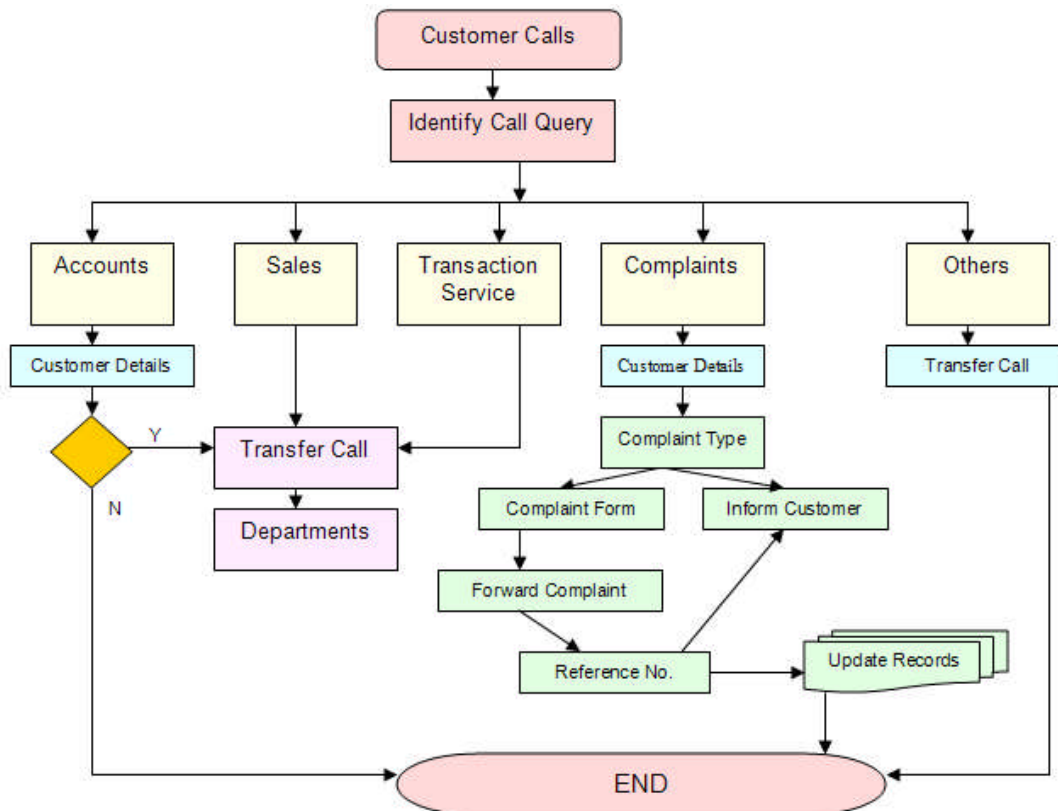 Customer Calls
Identify Call Query
Accounts
Sales
Transaction
Service
Complaints
Others
Customer Details
Customer Details
Transfer Call
Y
N
Transfer Call
Departments
Complaint Type
Complaint Form
Inform Customer
Forward Complaint
Reference No.
Update Records
END